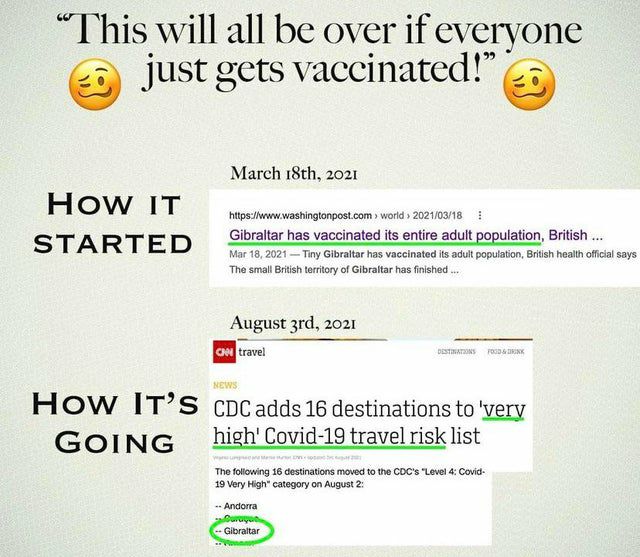 “This will all be over if everyone
just gets vaccinated!”
March 18th, 2021
How it
started
https://www.washingtonpost.com › world › 2021/03/18
Gibraltar has vaccinated its entire adult population, British ...
Mar 18, 2021 — Tiny Gibraltar has vaccinated its adult population, British health official says
The small British territory of Gibraltar has finished ...
August 3rd, 2021
CNN travel
DESTINATIONS FOOD & DRINK
NEWS
How It's
Going
CDC adds 16 destinations to 'very
high' Covid-19 travel risk list
The following 16 destinations moved to the CDC's "Level 4: Covid-
19 Very High" category on August 2:
-- Andorra
-- Gibraltar